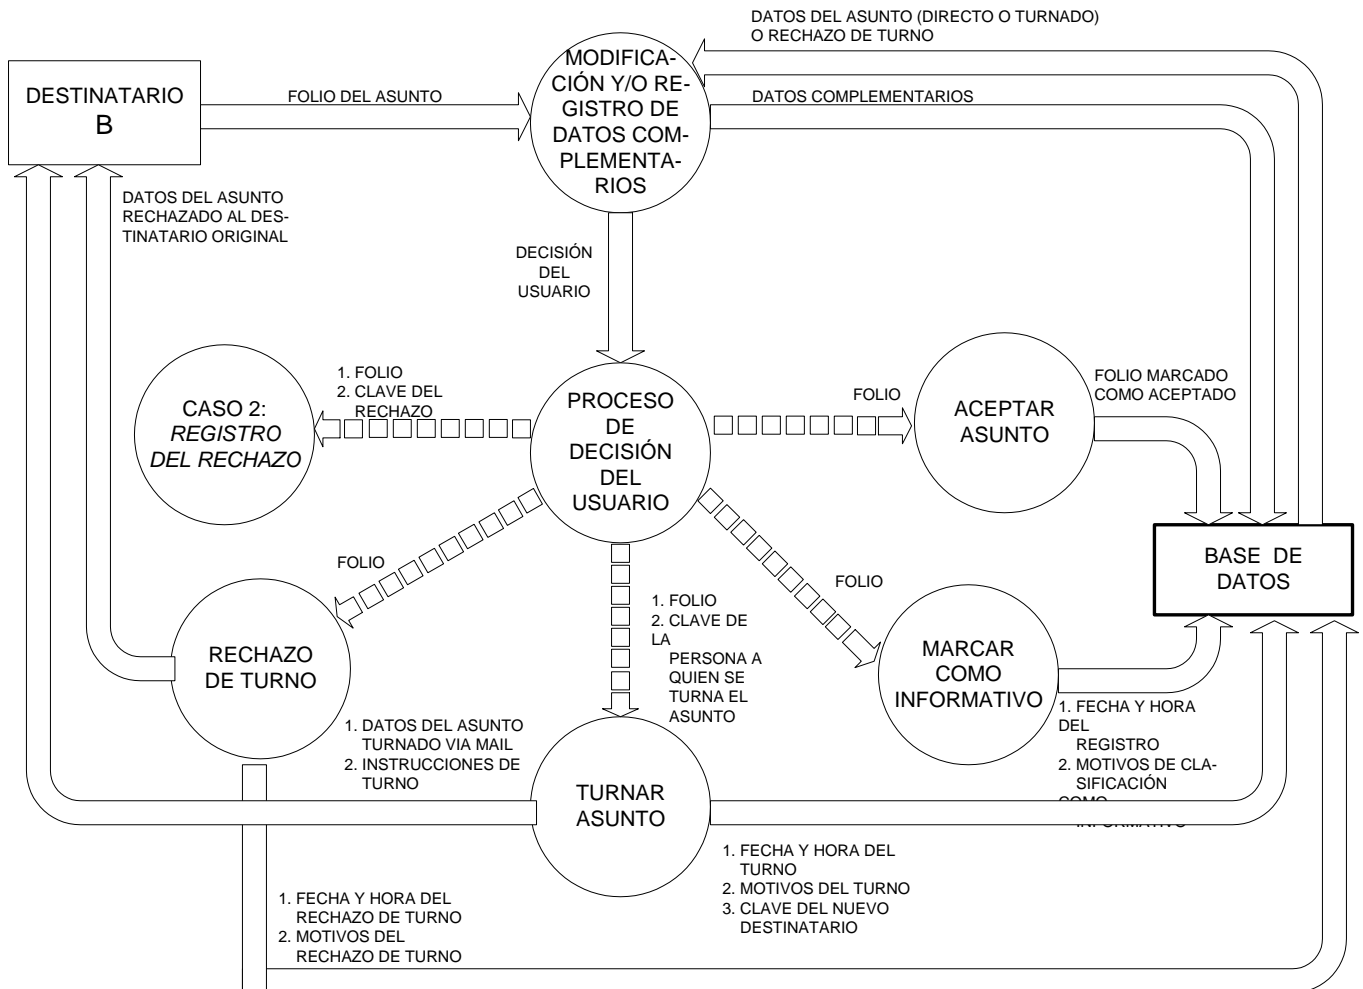 DATOS DEL ASUNTO (DIRECTO O TURNADO)
O RECHAZO DE TURNO
DESTINATARIO
B
FOLIO DEL ASUNTO
MODIFICA-
CIÓN Y/O RE-
GISTRO DE
DATOS COM-
PLEMENTA-
RIOS
DATOS COMPLEMENTARIOS
DATOS DEL ASUNTO
RECHAZADO AL DES-
TINATARIO ORIGINAL
DECISIÓN
DEL
USUARIO
CASO 2:
REGISTRO
DEL RECHAZO
1. FOLIO
2. CLAVE DEL
RECHAZO
PROCESO
DE
DECISIÓN
DEL
USUARIO
FOLIO
ACEPTAR
ASUNTO
FOLIO MARCADO
COMO ACEPTADO
BASE DE
DATOS
FOLIO
FOLIO
1. FOLIO
2. CLAVE DE
LA
PERSONA A
QUIEN SE
TURNA EL
ASUNTO
RECHAZO
DE TURNO
MARCAR
COMO
INFORMATIVO
1. FECHA Y HORA
DEL
REGISTRO
2. MOTIVOS DE CLA-
SIFICACIÓN
COMO
INFORMATIVO
1. DATOS DEL ASUNTO
TURNADO VIA MAIL
2. INSTRUCCIONES DE
TURNO
TURNAR
ASUNTO
1. FECHA Y HORA DEL
TURNO
2. MOTIVOS DEL TURNO
3. CLAVE DEL NUEVO
DESTINATARIO
1. FECHA Y HORA DEL
RECHAZO DE TURNO
2. MOTIVOS DEL
RECHAZO DE TURNO